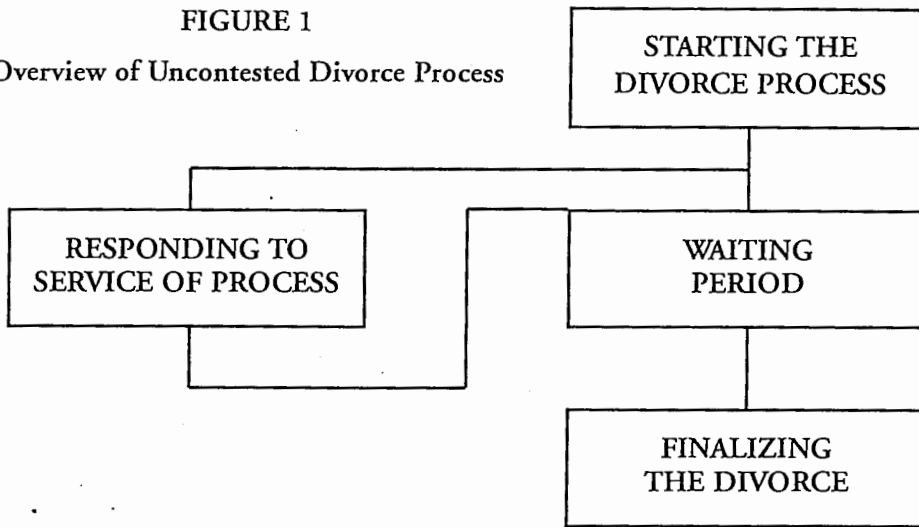 FIGURE 1
Overview of Uncontested Divorce Process
STARTING THE
DIVORCE PROCESS
RESPONDING TO
SERVICE OF PROCESS
WAITING
PERIOD
FINALIZING
THE DIVORCE